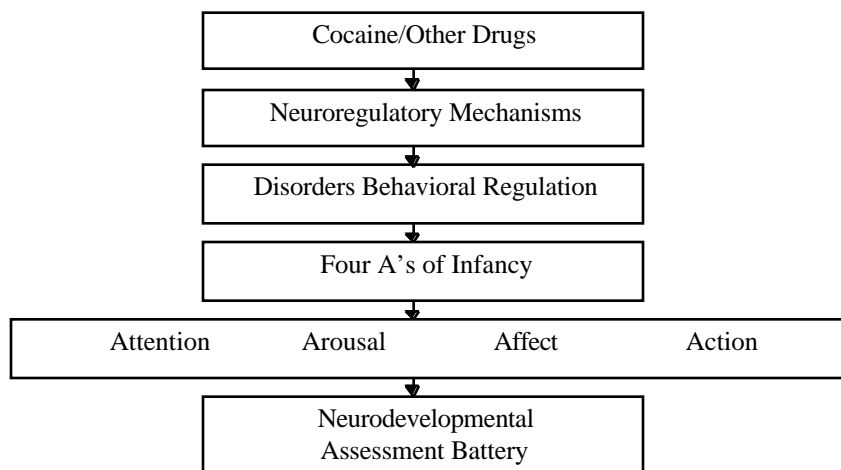 Cocaine/Other Drugs
Neuroregulatory Mechanisms
Disorders Behavioral Regulation
Four A's of Infancy
Attention Arousal Affect Action
Neurodevelopmental
Assessment Battery